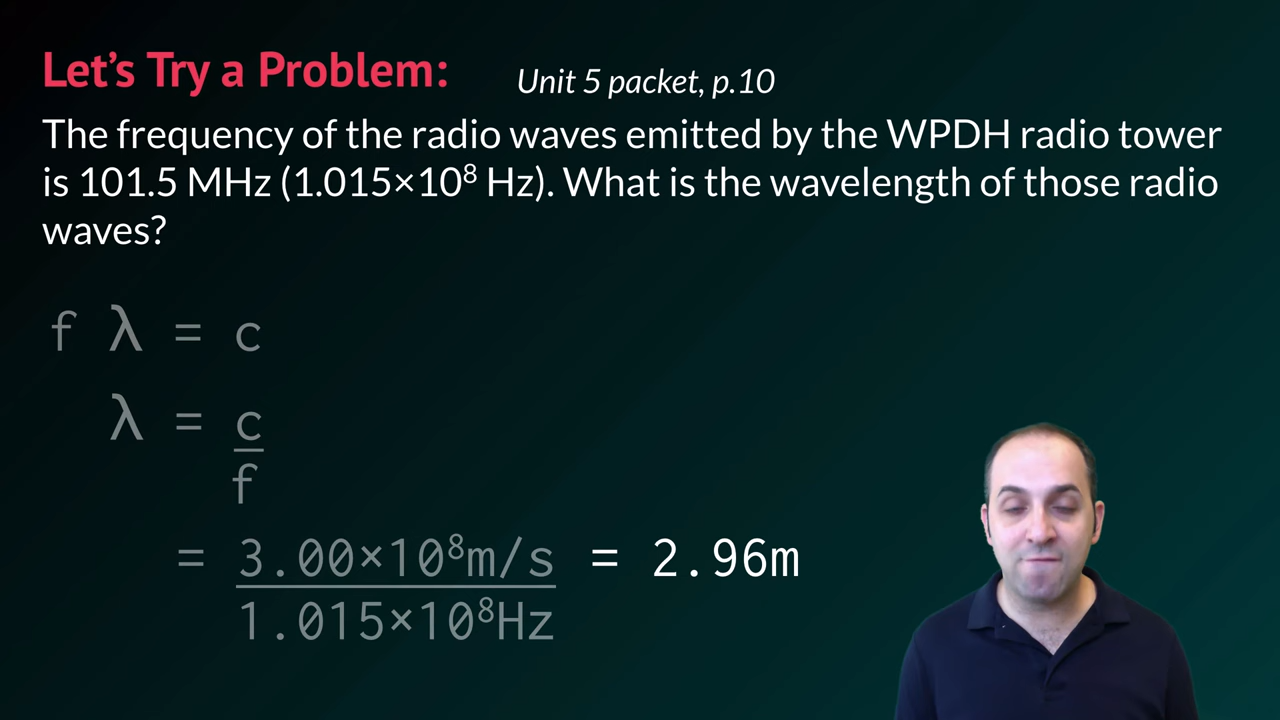 Let's Try a Problem:
Unit 5 packet, p.10
The frequency of the radio waves emitted by the WPDH radio tower
is 101.5 MHz (1.015×10⁸ Hz). What is the wavelength of those radio
waves?
f λ = c
λ = c
f
= 3.00×10⁸m/s = 2.96m
1.015×10⁸Hz